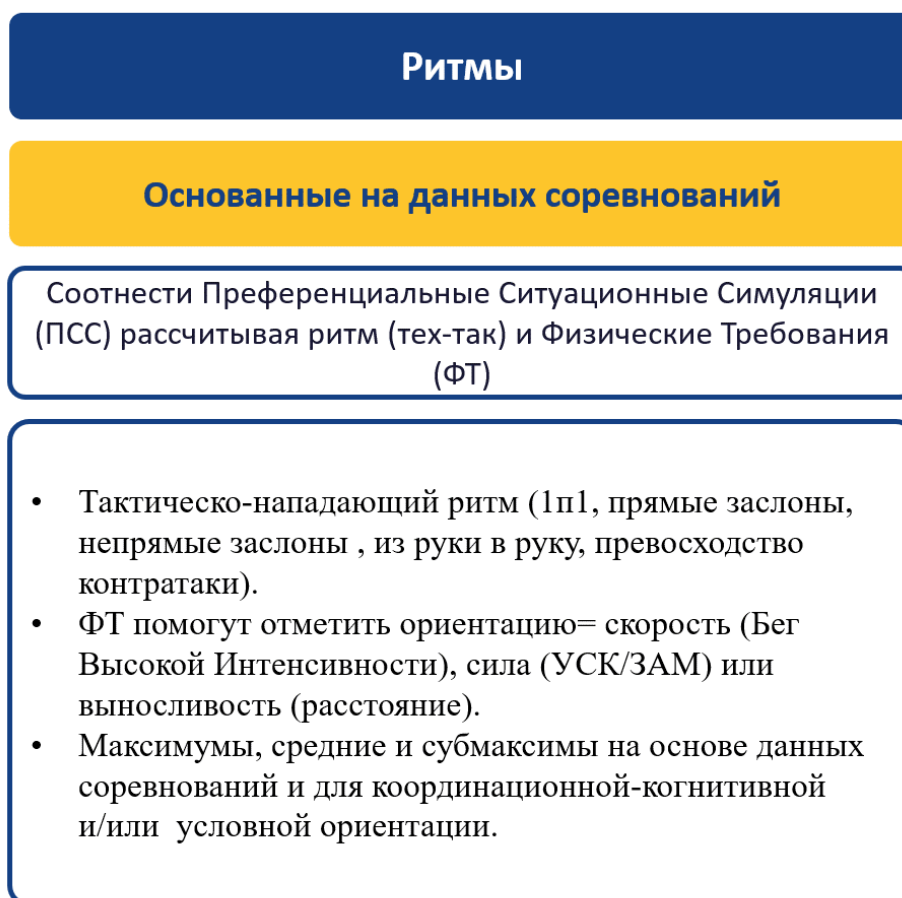 Ритмы
Основанные на данных соревнований
Соотнести Преференциальные Ситуационные Симуляции
(ПСС) рассчитывая ритм (тех-так) и Физические Требования
(ФТ)
• Тактическо-нападающий ритм (1п1, прямые заслоны,
непрямые заслоны , из руки в руку, превосходство
контратаки).
• ФТ помогут отметить ориентацию= скорость (Бег
Высокой Интенсивности), сила (УСК/ЗАМ) или
выносливость (расстояние).
• Максимумы, средние и субмаксимы на основе данных
соревнований и для координационной-когнитивной
и/или  условной ориентации.